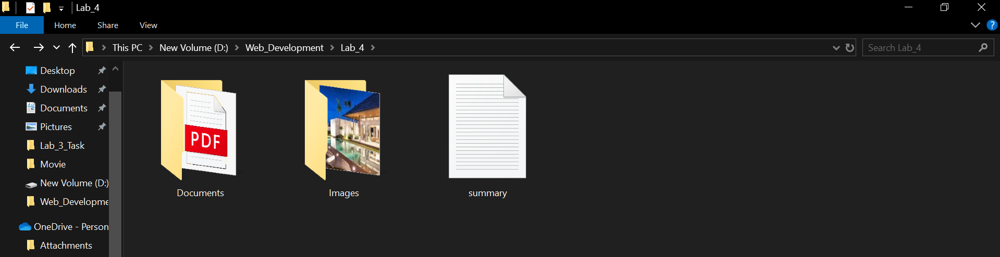 Lab_4
File Home Share View
This PC New Volume (D:) Web_Development Lab_4
Search Lab_4
Desktop
Downloads
Documents
Pictures
Lab_3_Task
Movie
New Volume (D:)
Web_Developme
OneDrive - Person
Attachments
PDF
Documents
Images
summary